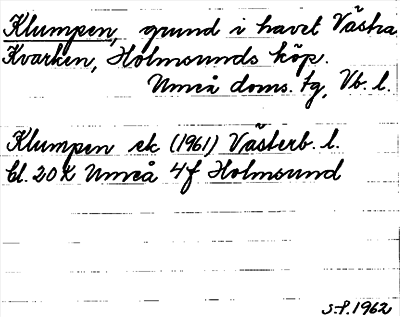 Klumpen, grund i havet Västra
Kvarken, Holmsunds köp.
Umeå doms. tg, Vb. l.
Klumpen ek (1961) Västerb. l.
bl. 20 K Umeå 4f Holmsund
S.P. 1962